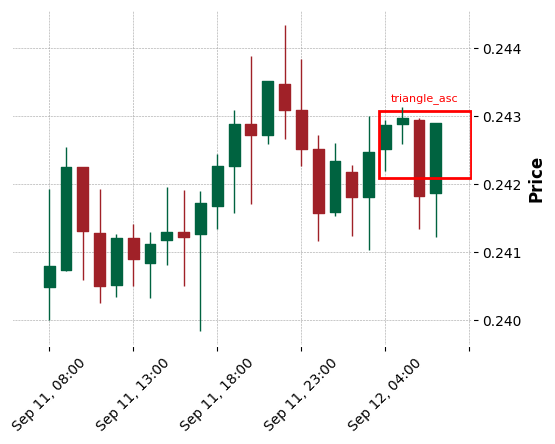 0.244
triangle_asc
0.243
0.242
0.241
0.240
Price
Sep 11, 08:00
Sep 11, 13:00
Sep 11, 18:00
Sep 11, 23:00
Sep 12, 04:00